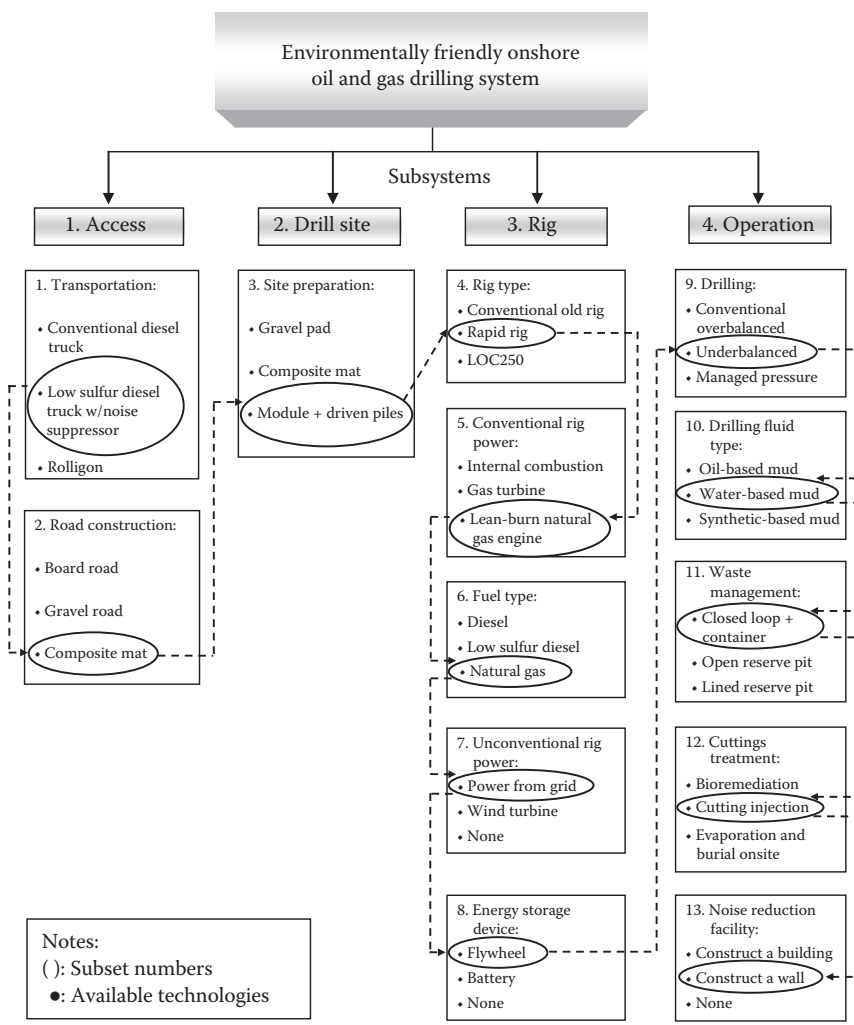 Environmentally friendly onshore
oil and gas drilling system
Subsystems
1. Access
2. Drill site
3. Rig
4. Operation
1. Transportation:
• Conventional diesel
truck
• Low sulfur diesel
truck w/noise
suppressor
• Rolligon
2. Road construction:
• Board road
• Gravel road
• Composite mat
3. Site preparation:
• Gravel pad
• Composite mat
• Module + driven piles
4. Rig type:
• Conventional old rig
• Rapid rig
• LOC250
5. Conventional rig
power:
• Internal combustion
• Gas turbine
• Lean-burn natural
gas engine
6. Fuel type:
• Diesel
• Low sulfur diesel
• Natural gas
7. Unconventional rig
power:
• Power from grid
• Wind turbine
• None
8. Energy storage
device:
• Flywheel
• Battery
• None
9. Drilling:
• Conventional
overbalanced
• Underbalanced
• Managed pressure
10. Drilling fluid
type:
• Oil-based mud
• Water-based mud
• Synthetic-based mud
11. Waste
management:
• Closed loop +
container
• Open reserve pit
• Lined reserve pit
12. Cuttings
treatment:
• Bioremediation
• Cutting injection
• Evaporation and
burial onsite
13. Noise reduction
facility:
• Construct a building
• Construct a wall
• None
Notes:
( ): Subset numbers
●: Available technologies